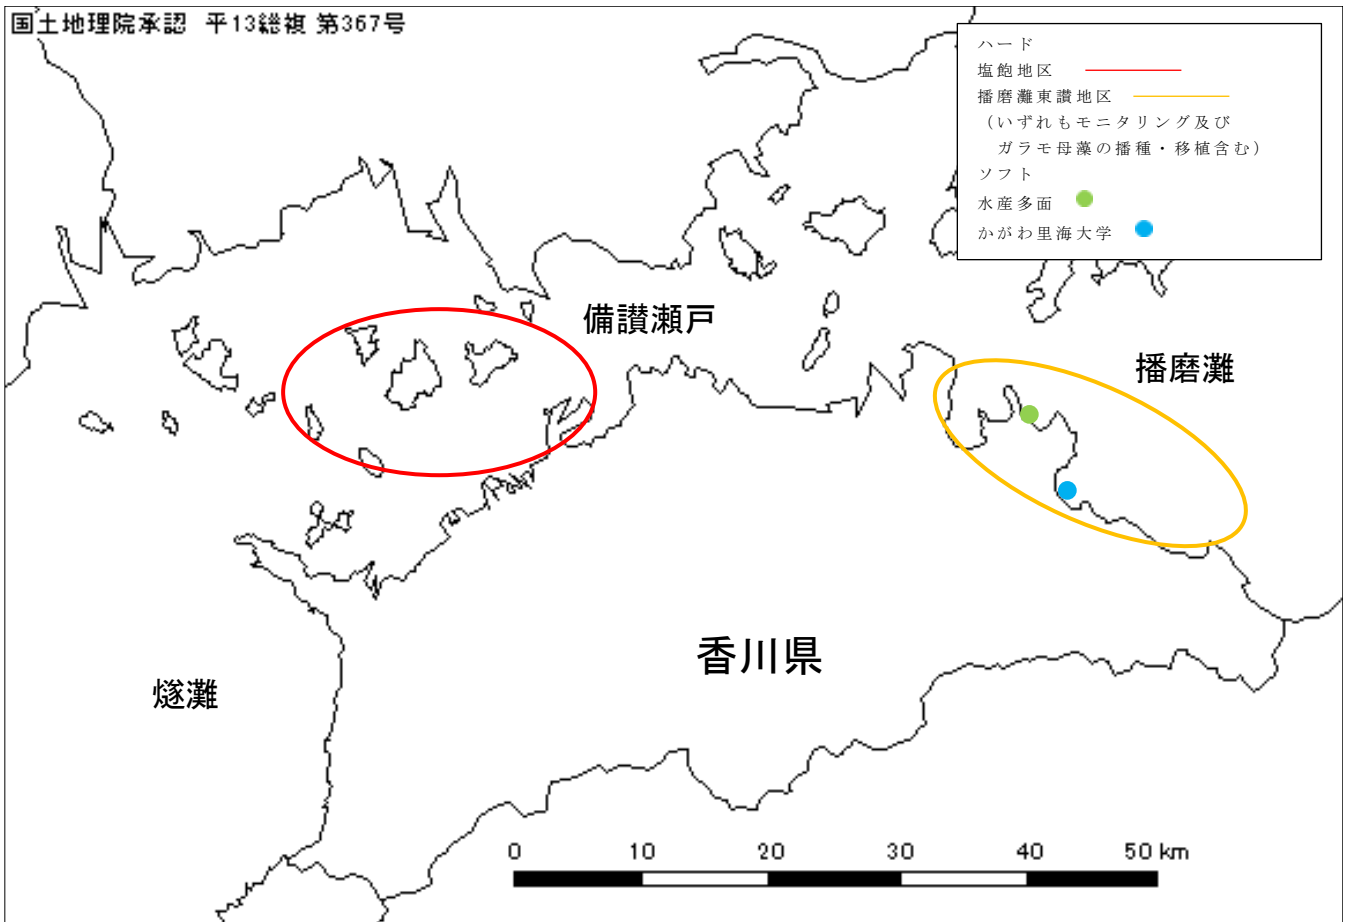 国土地理院承認 平13総複 第367号
ハード
塩飽地区
播磨灘東讃地区
（いずれもモニタリング及び
ガラモ母藻の播種・移植含む）
ソフト
水産多面
かがわ里海大学
備讃瀬戸
播磨灘
香川県
燧灘
0 10 20 30 40 50 km